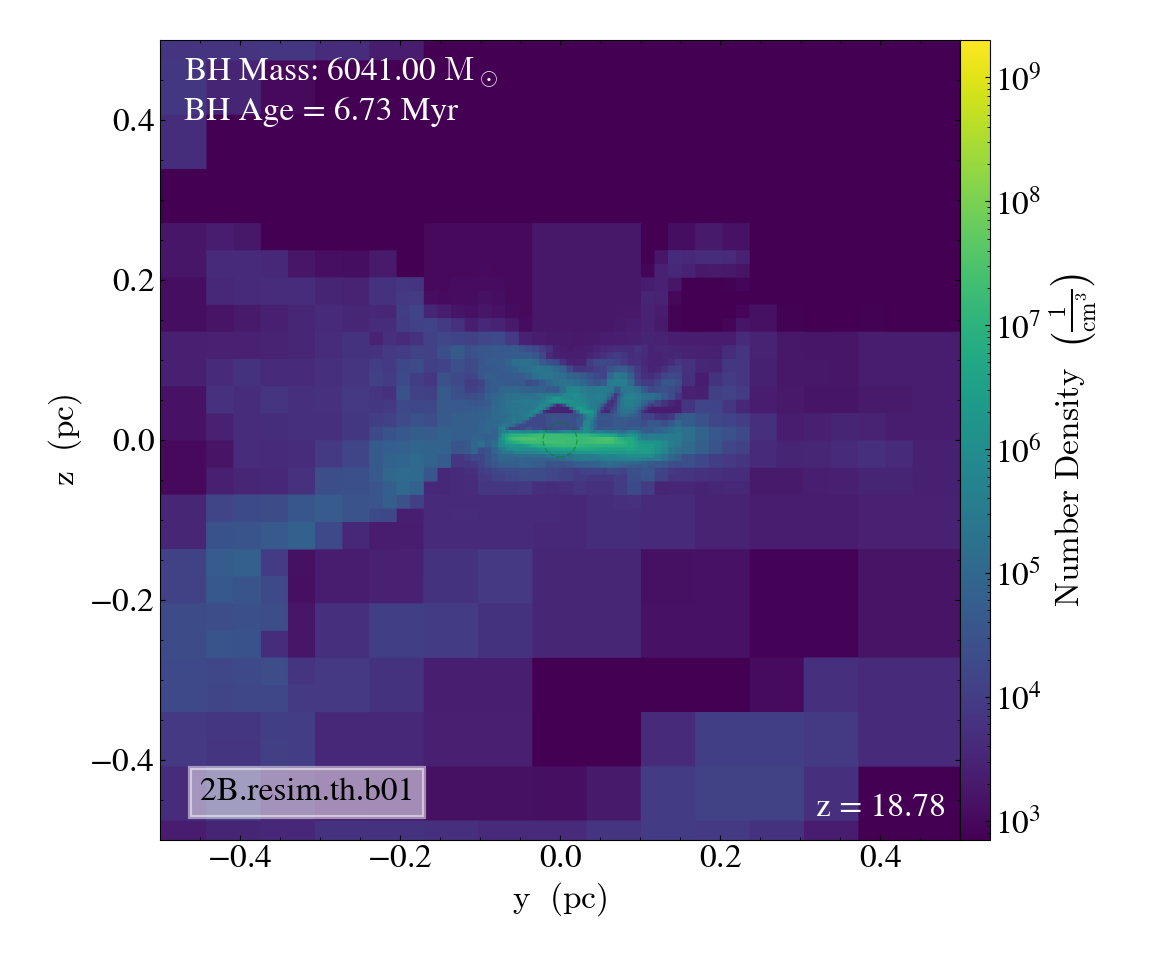 BH Mass: 6041.00 M⊙
BH Age = 6.73 Myr
0.4
0.2
0.0
−0.2
−0.4
z (pc)
2B.resim.th.b01
z = 18.78
−0.4
−0.2
0.0
0.2
0.4
y (pc)
10⁹
10⁸
10⁷
10⁶
10⁵
10⁴
10³
Number Density (1/cm³)